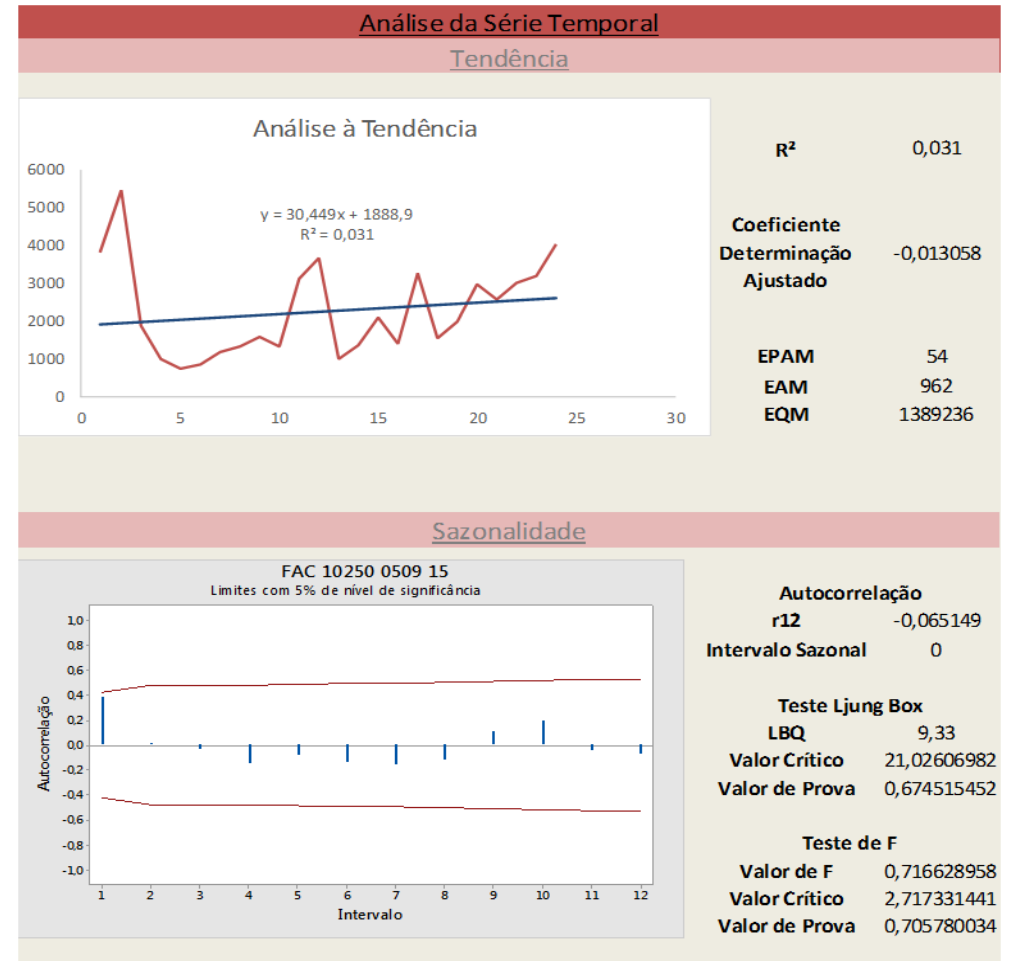 Análise da Série Temporal
Tendência
Análise à Tendência
6000
5000
4000
3000
2000
1000
0
y = 30,449x + 1888,9
R² = 0,031
0 5 10 15 20 25 30
R² 0,031
Coeficiente
Determinação -0,013058
Ajustado
EPAM 54
EAM 962
EQM 1389236
Sazonalidade
FAC 10250 0509 15
Limites com 5% de nível de significância
Autocorrelação
1,0
0,8
0,6
0,4
0,2
0,0
-0,2
-0,4
-0,6
-0,8
-1,0
1 2 3 4 5 6 7 8 9 10 11 12
Intervalo
Autocorrelação
r12 -0,065149
Intervalo Sazonal 0
Teste Ljung Box
LBQ 9,33
Valor Crítico 21,02606982
Valor de Prova 0,674515452
Teste de F
Valor de F 0,716628958
Valor Crítico 2,717331441
Valor de Prova 0,705780034